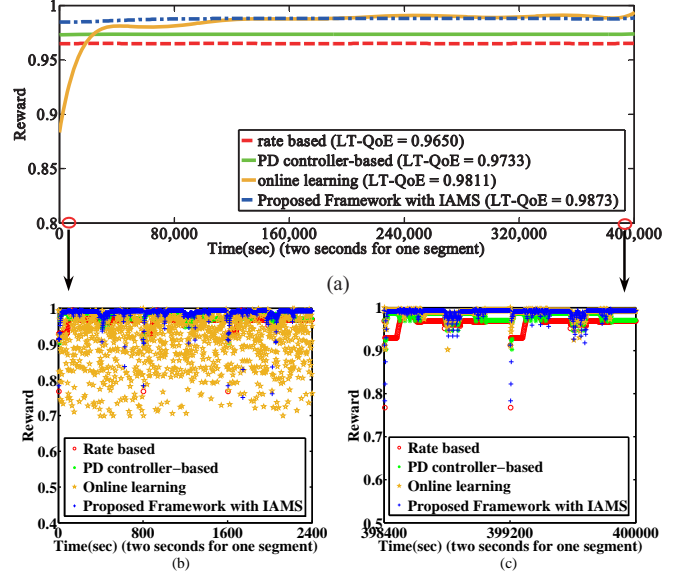 1
0.95
0.9
0.85
0.8
Reward
rate based (LT-QoE = 0.9650)
PD controller-based (LT-QoE = 0.9733)
online learning (LT-QoE = 0.9811)
Proposed Framework with IAMS (LT-QoE = 0.9873)
0 80,000 160,000 240,000 320,000 400,000
Time(sec) (two seconds for one segment)
(a)
1
0.9
0.8
0.7
0.6
0.5
0.4
Reward
Rate based
PD controller-based
Online learning
Proposed Framework with IAMS
0 800 1600 2400
Time(sec) (two seconds for one segment)
(b)
1
0.9
0.8
0.7
0.6
0.5
Reward
Rate based
PD controller-based
Online learning
Proposed Framework with IAMS
398400 399200 400000
Time(sec) (two seconds for one segment)
(c)